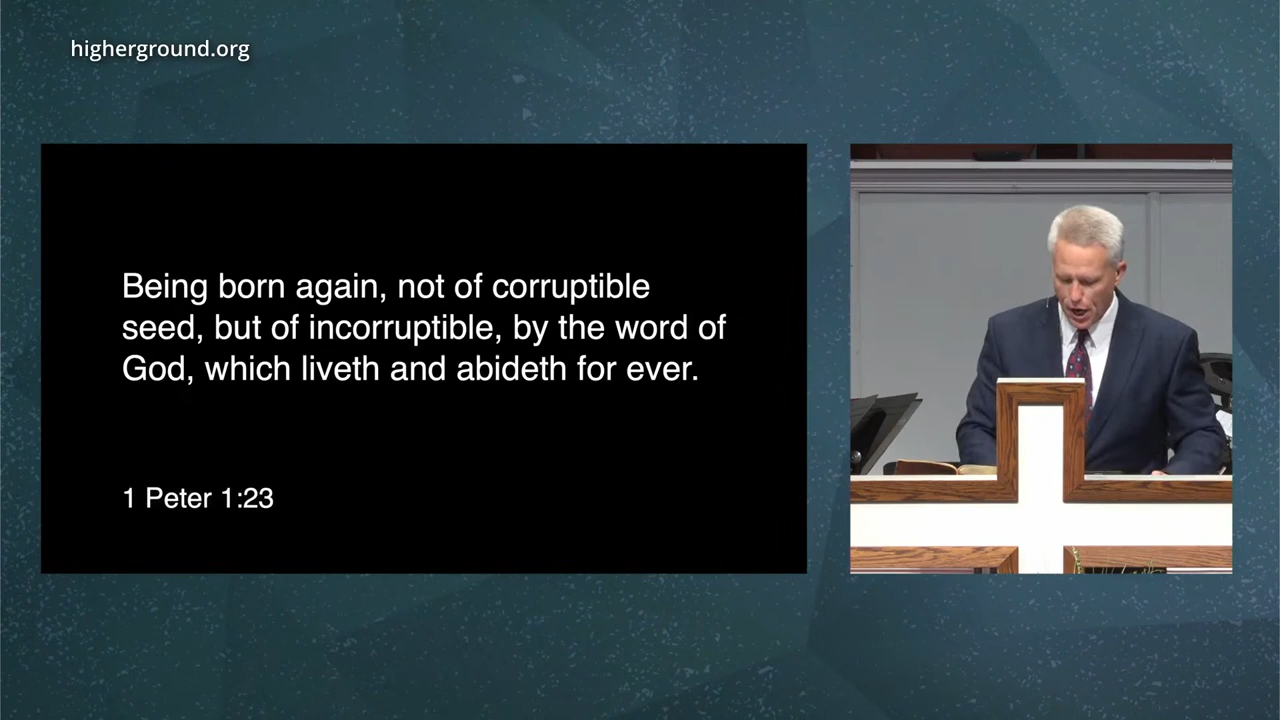 higherground.org
Being born again, not of corruptible
seed, but of incorruptible, by the word of
God, which liveth and abideth for ever.
1 Peter 1:23